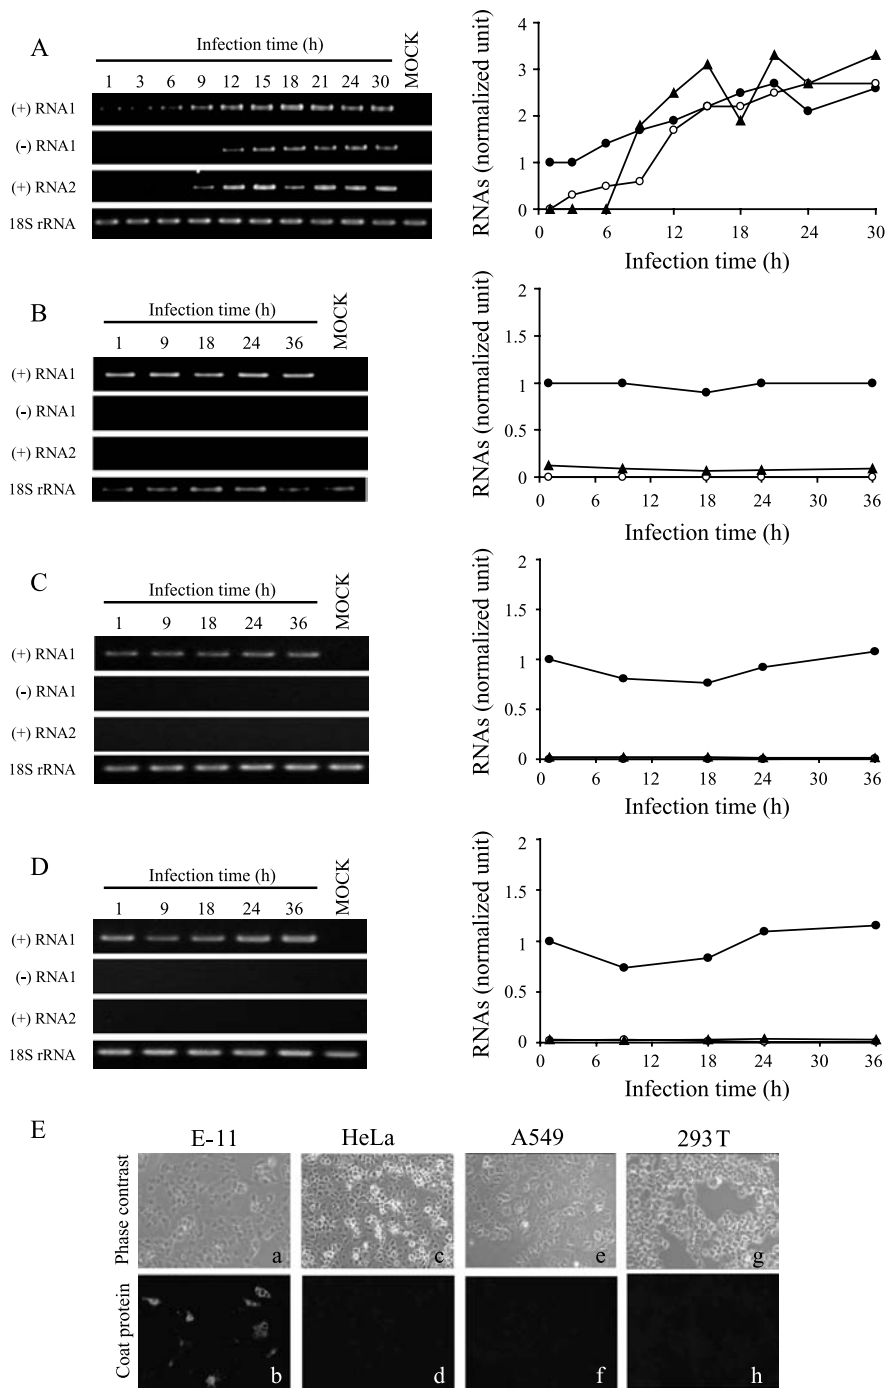 A
Infection time (h)
MOCK
1 3 6 9 12 15 18 21 24 30
(+) RNA1
(-) RNA1
(+) RNA2
18S rRNA
RNAs (normalized unit)
4
3
2
1
0
0 6 12 18 24 30
Infection time (h)
B
Infection time (h)
MOCK
1 9 18 24 36
(+) RNA1
(-) RNA1
(+) RNA2
18S rRNA
RNAs (normalized unit)
2
1.5
1
0.5
0
0 6 12 18 24 30 36
Infection time (h)
C
Infection time (h)
MOCK
1 9 18 24 36
(+) RNA1
(-) RNA1
(+) RNA2
18S rRNA
RNAs (normalized unit)
2
1.5
1
0.5
0
0 6 12 18 24 30 36
Infection time (h)
D
Infection time (h)
MOCK
1 9 18 24 36
(+) RNA1
(-) RNA1
(+) RNA2
18S rRNA
RNAs (normalized unit)
2
1.5
1
0.5
0
0 6 12 18 24 30 36
Infection time (h)
E
E-11 HeLa A549 293T
Phase contrast
a c e g
Coat protein
b d f h